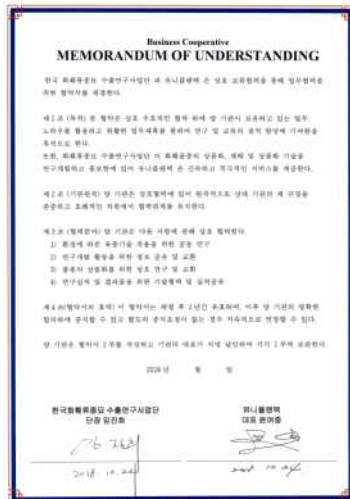 Business Cooperative
MEMORANDUM OF UNDERSTANDING
한국 화훼류종묘 수출연구사업단 과 유니플랜텍 은 상호 교류협력을 통해 업무협력을
위한 협약서를 체결한다.
제1조 (목적) 본 협약은 상호 우호적인 협력 하에 양 기관이 보유하고 있는 업무
노하우를 활용하고 원활한 업무제휴를 통하여 연구 및 교류의 질적 향상에 기여함을
목적으로 한다.
또한, 화훼류종묘 수출연구사업단 이 화훼품종의 상품화, 재배 및 상품화 기술을
연구개발하고 홍보함에 있어 유니플랜텍 은 신속하고 적극적인 서비스를 제공한다.
제2조 (기본원칙) 양 기관은 상호협력에 있어 원칙적으로 상대 기관의 제 규정을
존중하고 호혜적인 차원에서 협력관계를 유지한다.
제3조 (협력분야) 양 기관은 다음 사항에 관해 상호 협력한다.
1) 환경에 따른 육종기술 적용을 위한 공동 연구
2) 연구개발 활동을 위한 정보 공유 및 교환
3) 품종의 상품화를 위한 상호 연구 및 교환
4) 연구실적 및 결과물을 위한 기술협력 및 실적공유
제4조(협약서의 효력) 이 협약서는 체결 후 1년간 유효하며, 이후 양 기관의 명확한
합의하에 중지할 수 있고 별도의 중지요청이 없는 경우 지속적으로 연장할 수 있다.
양 기관은 협약서 2부를 작성하고 기관의 대표가 서명 날인하여 각각 1부씩 보관한다.
2018 년 월 일
한국화훼류종묘 수출연구사업단
단장 임진희
유니플랜텍
대표
2018. 10. 24
2018 10. 24